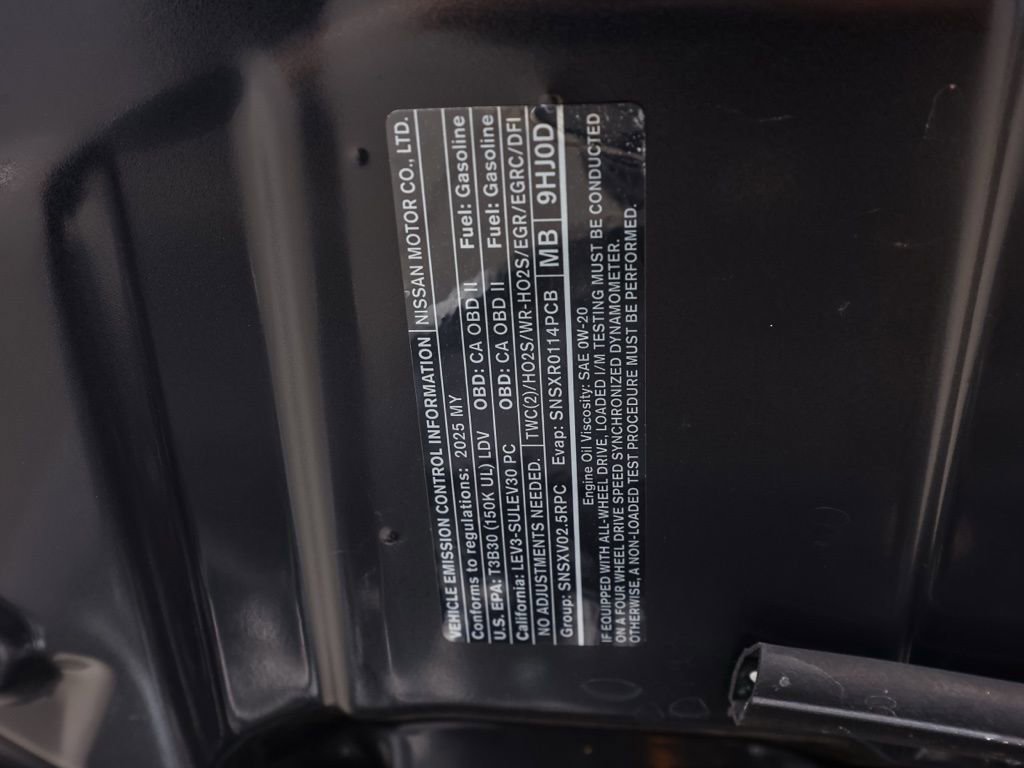 VEHICLE EMISSION CONTROL INFORMATION NISSAN MOTOR CO., LTD.
Conforms to regulations: 2025 MY Fuel: Gasoline
U.S. EPA: T3B30 (150K UL) LDV OBD: CA OBD II Fuel: Gasoline
California: LEV3-SULEV30 PC OBD: CA OBD II
NO ADJUSTMENTS NEEDED. TWC(2)/HO2S/WR-HO2S/EGR/EGRC/DFI
Group: SNSXV02.5RPC Evap: SNSXR0114PCB MB 9HJ0D
Engine Oil Viscosity: SAE 0W-20
IF EQUIPPED WITH ALL-WHEEL DRIVE, LOADED I/M TESTING MUST BE CONDUCTED
ON A FOUR WHEEL DRIVE SPEED SYNCHRONIZED DYNAMOMETER.
OTHERWISE, A NON-LOADED TEST PROCEDURE MUST BE PERFORMED.